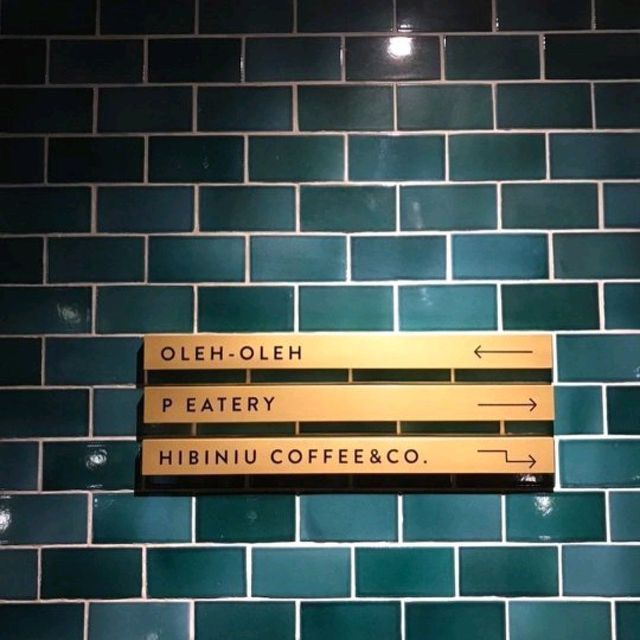 OLEH-OLEH ←
P EATERY →
HIBINIU COFFEE&CO.